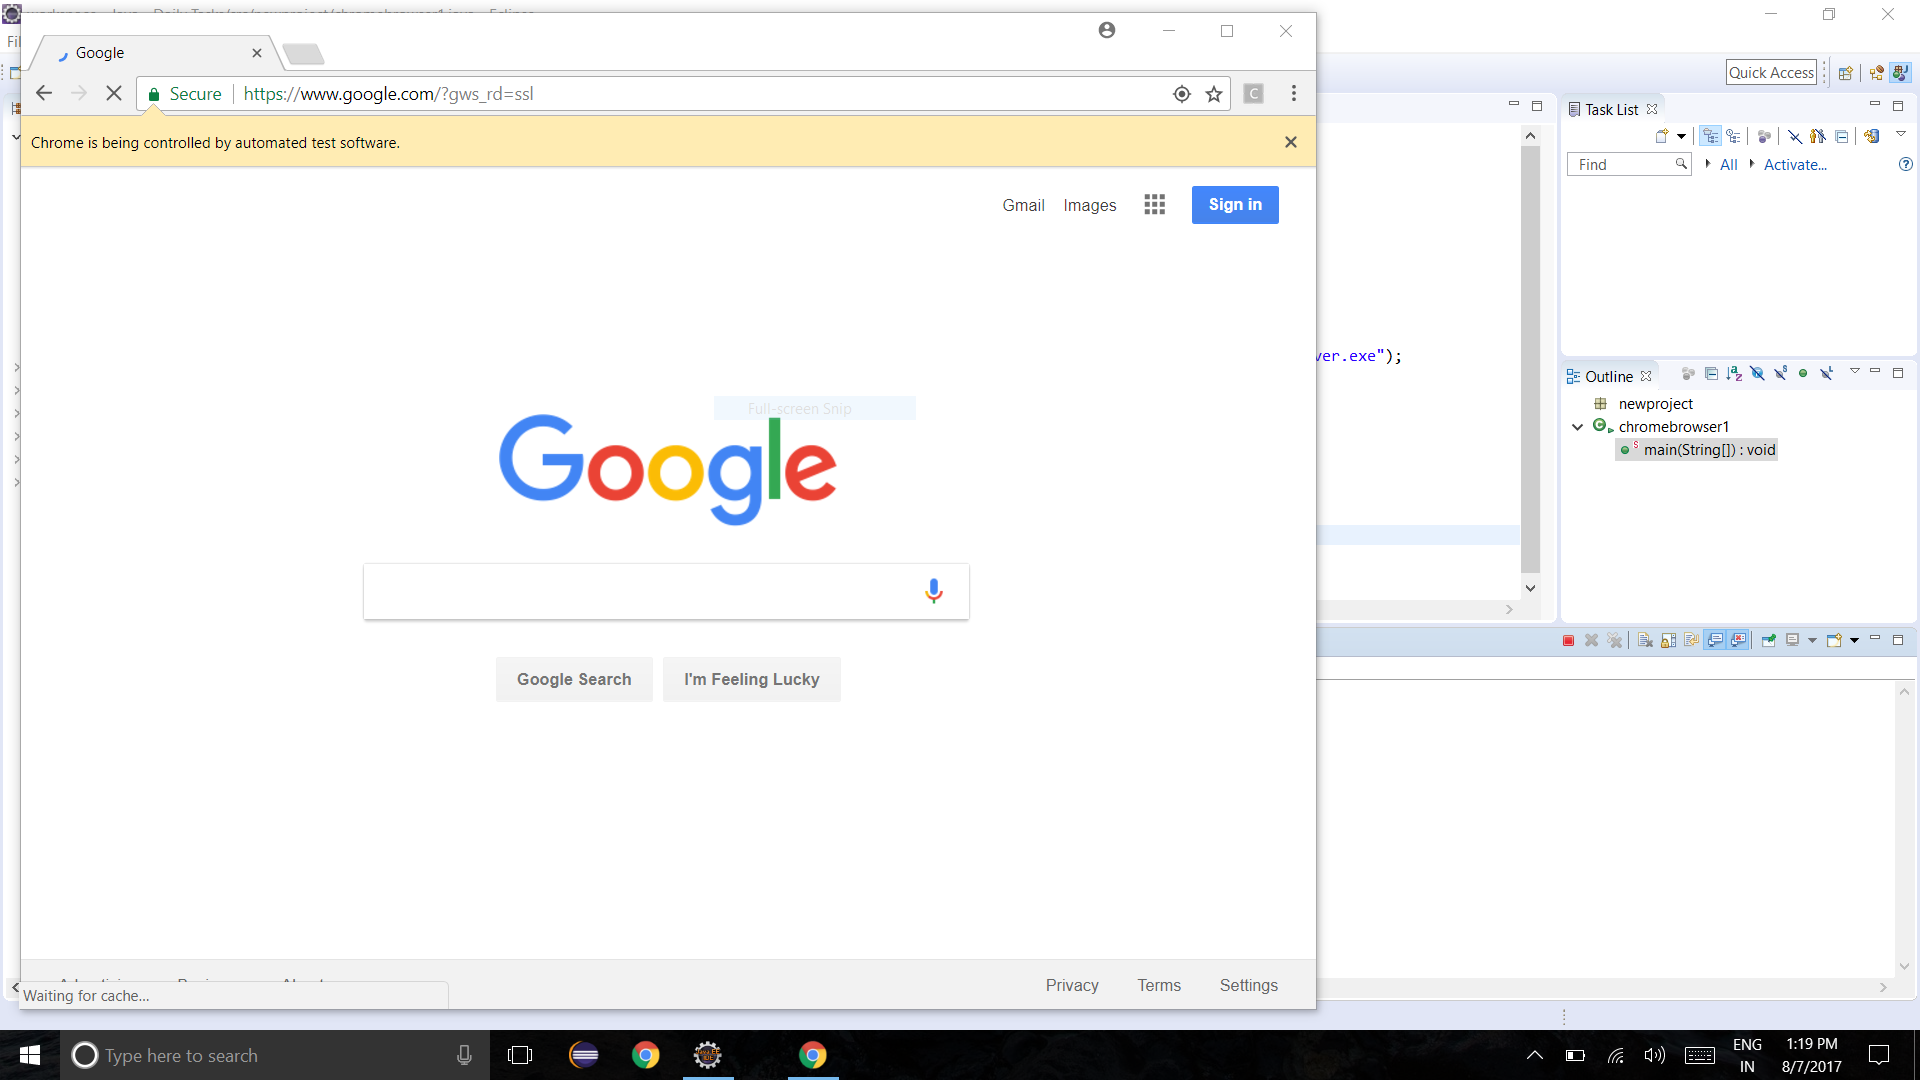 Google
Secure
https://www.google.com/?gws_rd=ssl
C
Chrome is being controlled by automated test software.
Gmail
Images
Sign in
Full-screen Snip
Google
Google Search
I'm Feeling Lucky
Privacy
Terms
Settings
Waiting for cache...
Quick Access
Task List
Find
All
Activate...
ver.exe");
Outline
newproject
chromebrowser1
main(String[]) : void
Type here to search
ENG
IN
1:19 PM
8/7/2017